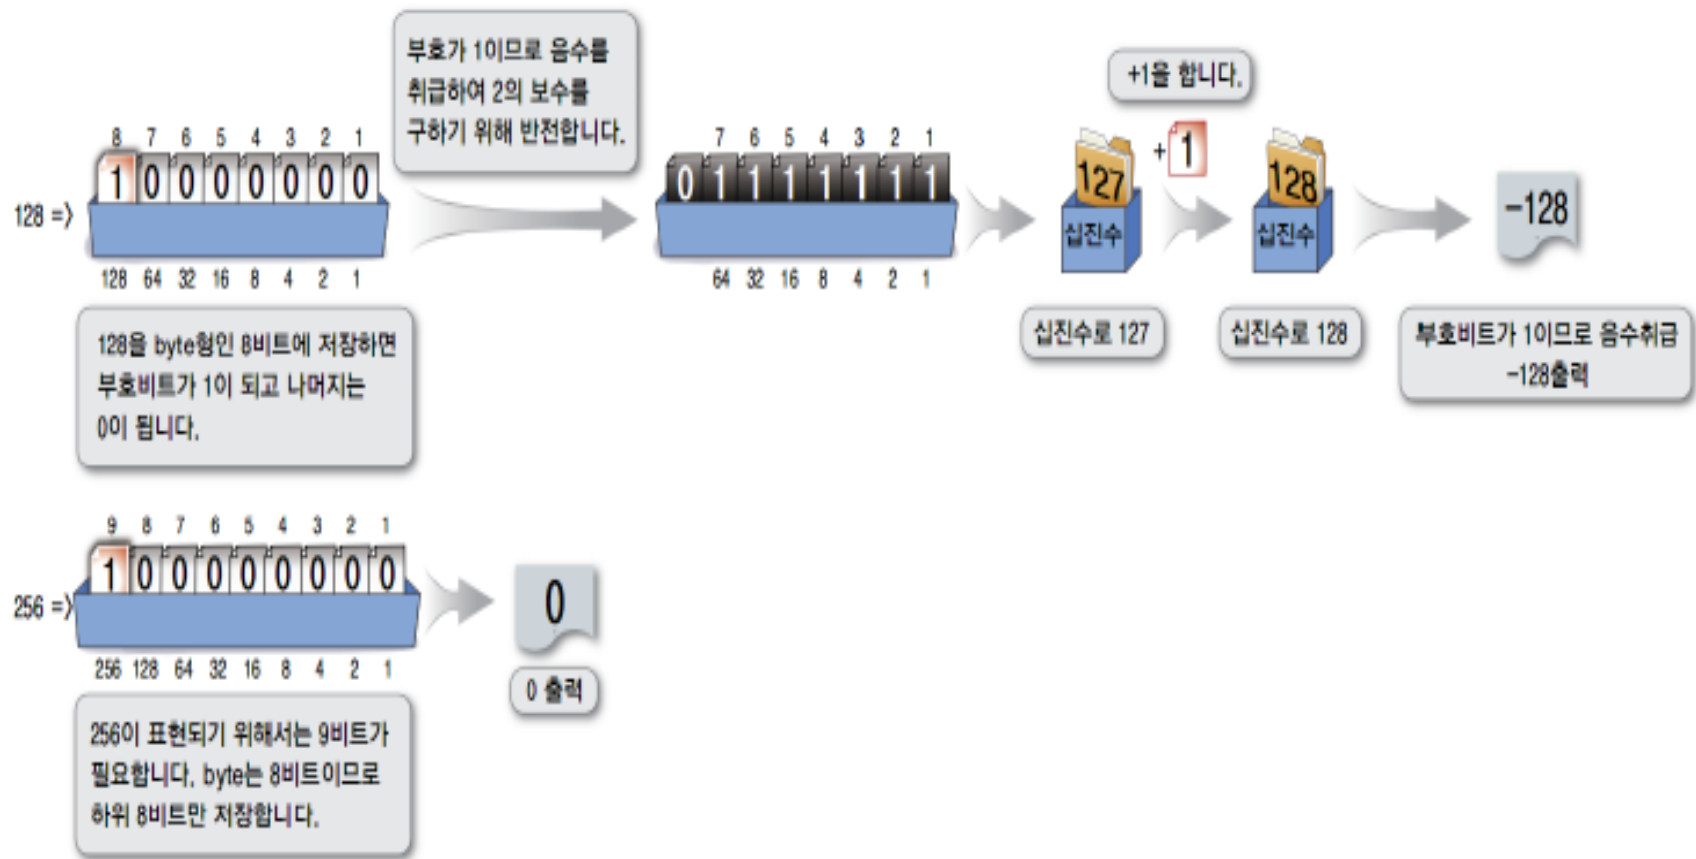 부호가 1이므로 음수를
취급하여 2의 보수를
구하기 위해 반전합니다.
+1을 합니다.
8 7 6 5 4 3 2 1
128 =>
1 0 0 0 0 0 0 0
128 64 32 16 8 4 2 1
7 6 5 4 3 2 1
0 1 1 1 1 1 1 1
64 32 16 8 4 2 1
127
십진수
+ 1
128
십진수
-128
128을 byte형인 8비트에 저장하면
부호비트가 1이 되고 나머지는
0이 됩니다.
십진수로 127
십진수로 128
부호비트가 1이므로 음수취급
-128출력
9 8 7 6 5 4 3 2 1
256 =>
1 0 0 0 0 0 0 0 0
256 128 64 32 16 8 4 2 1
0
0 출력
256이 표현되기 위해서는 9비트가
필요합니다. byte는 8비트이므로
하위 8비트만 저장합니다.